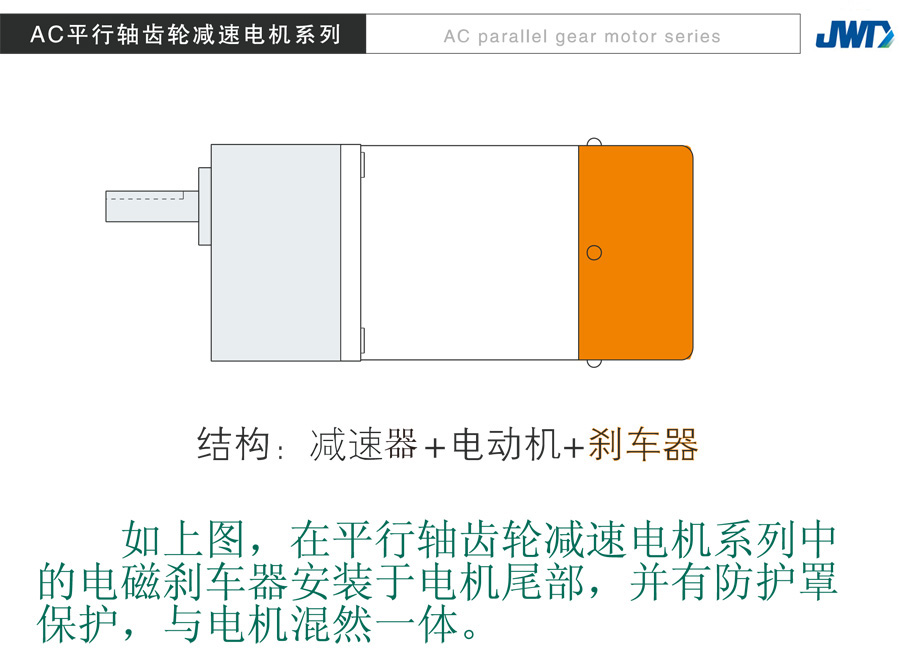 AC平行轴齿轮减速电机系列
AC parallel gear motor series
JWD
结构：减速器+电动机+刹车器
如上图，在平行轴齿轮减速电机系列中
的电磁刹车器安装于电机尾部，并有防护罩
保护，与电机混然一体。